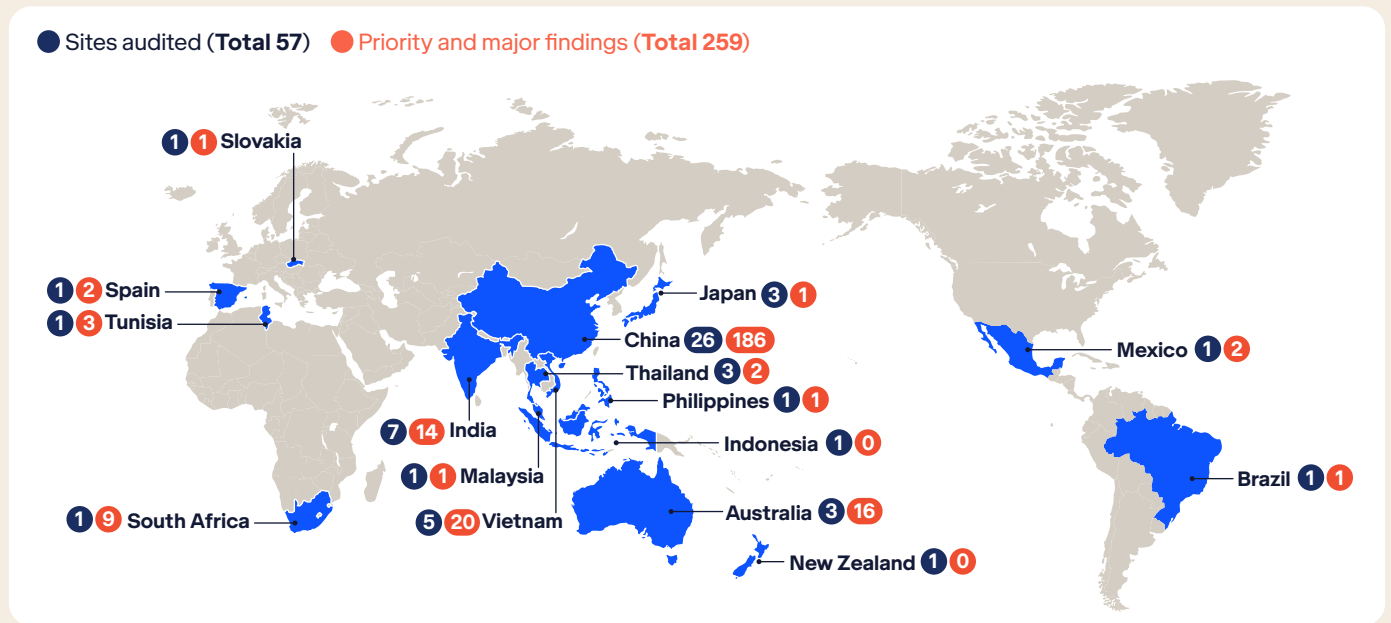 Sites audited (Total 57) Priority and major findings (Total 259)
1 1 Slovakia
1 2 Spain
1 3 Tunisia
Japan 3 1
China 26 186
Mexico 1 2
Thailand 3 2
Philippines 1 1
7 14 India
Indonesia 1 0
1 1 Malaysia
Brazil 1 1
1 9 South Africa
5 20 Vietnam
Australia 3 16
New Zealand 1 0